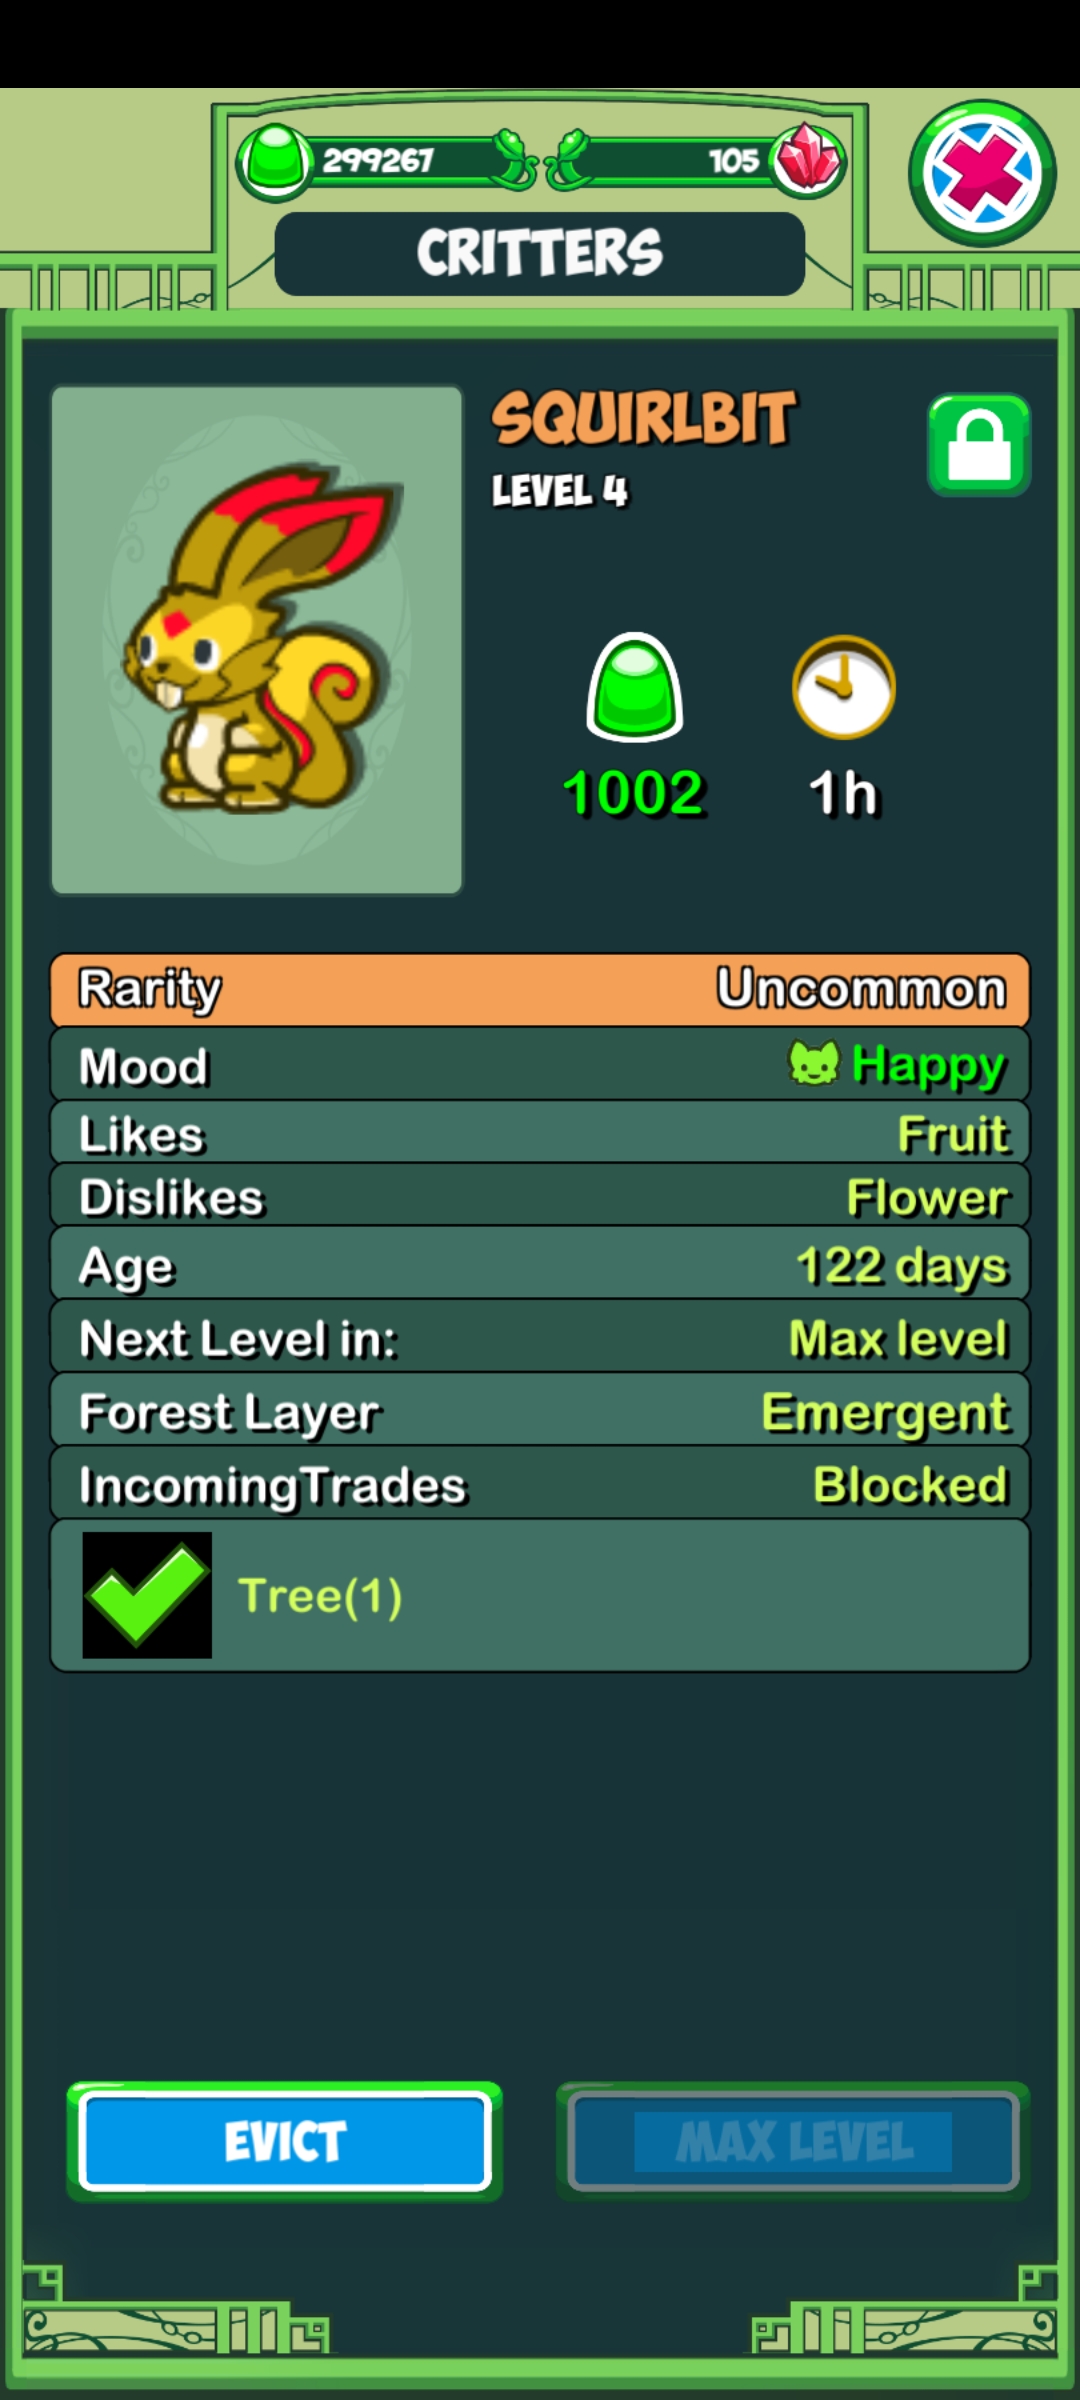 299267 105
CRITTERS
SQUIRLBIT
LEVEL 4
1002 1h
Rarity Uncommon
Mood Happy
Likes Fruit
Dislikes Flower
Age 122 days
Next Level in: Max level
Forest Layer Emergent
IncomingTrades Blocked
Tree(1)
EVICT MAX LEVEL